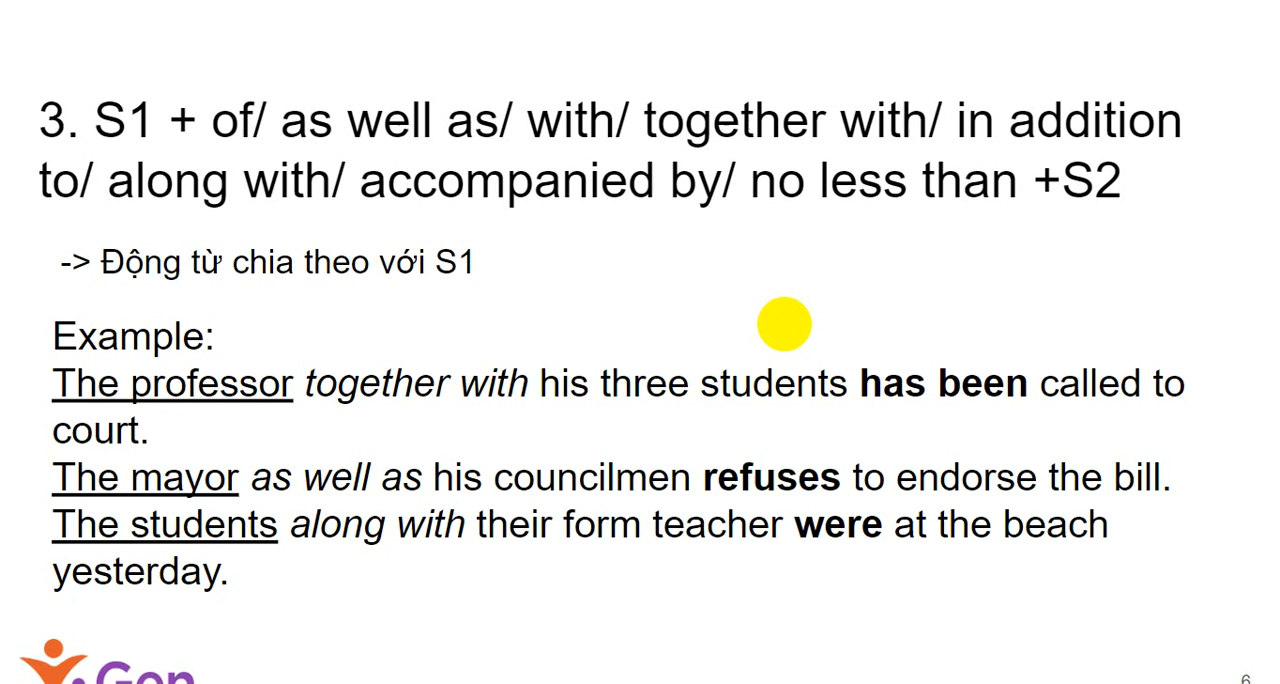 3. S1 + of/ as well as/ with/ together with/ in addition
to/ along with/ accompanied by/ no less than +S2
-> Động từ chia theo với S1
Example:
The professor together with his three students has been called to
court.
The mayor as well as his councilmen refuses to endorse the bill.
The students along with their form teacher were at the beach
yesterday.
Gen
6